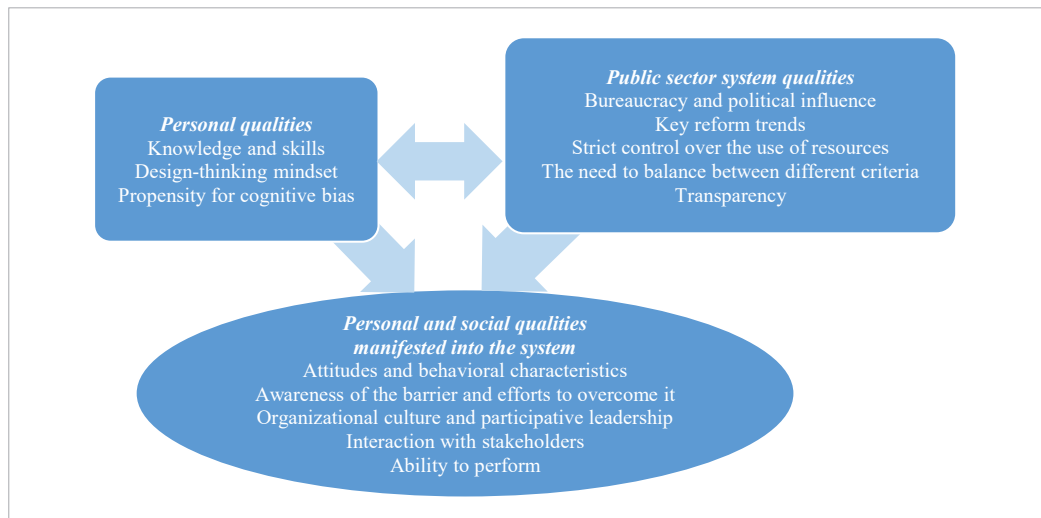 Personal qualities
Knowledge and skills
Design-thinking mindset
Propensity for cognitive bias
Public sector system qualities
Bureaucracy and political influence
Key reform trends
Strict control over the use of resources
The need to balance between different criteria
Transparency
Personal and social qualities
manifested into the system
Attitudes and behavioral characteristics
Awareness of the barrier and efforts to overcome it
Organizational culture and participative leadership
Interaction with stakeholders
Ability to perform